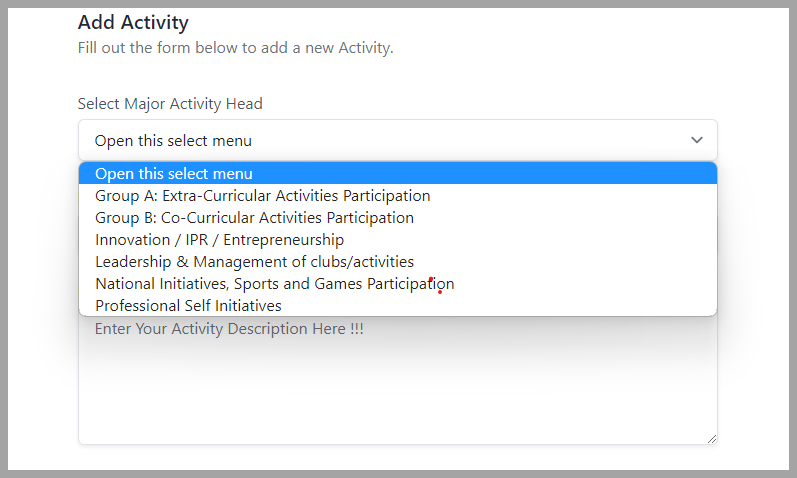 Add Activity
Fill out the form below to add a new Activity.
Select Major Activity Head
Open this select menu
Open this select menu
Group A: Extra-Curricular Activities Participation
Group B: Co-Curricular Activities Participation
Innovation / IPR / Entrepreneurship
Leadership & Management of clubs/activities
National Initiatives, Sports and Games Participation
Professional Self Initiatives
Enter Your Activity Description Here !!!